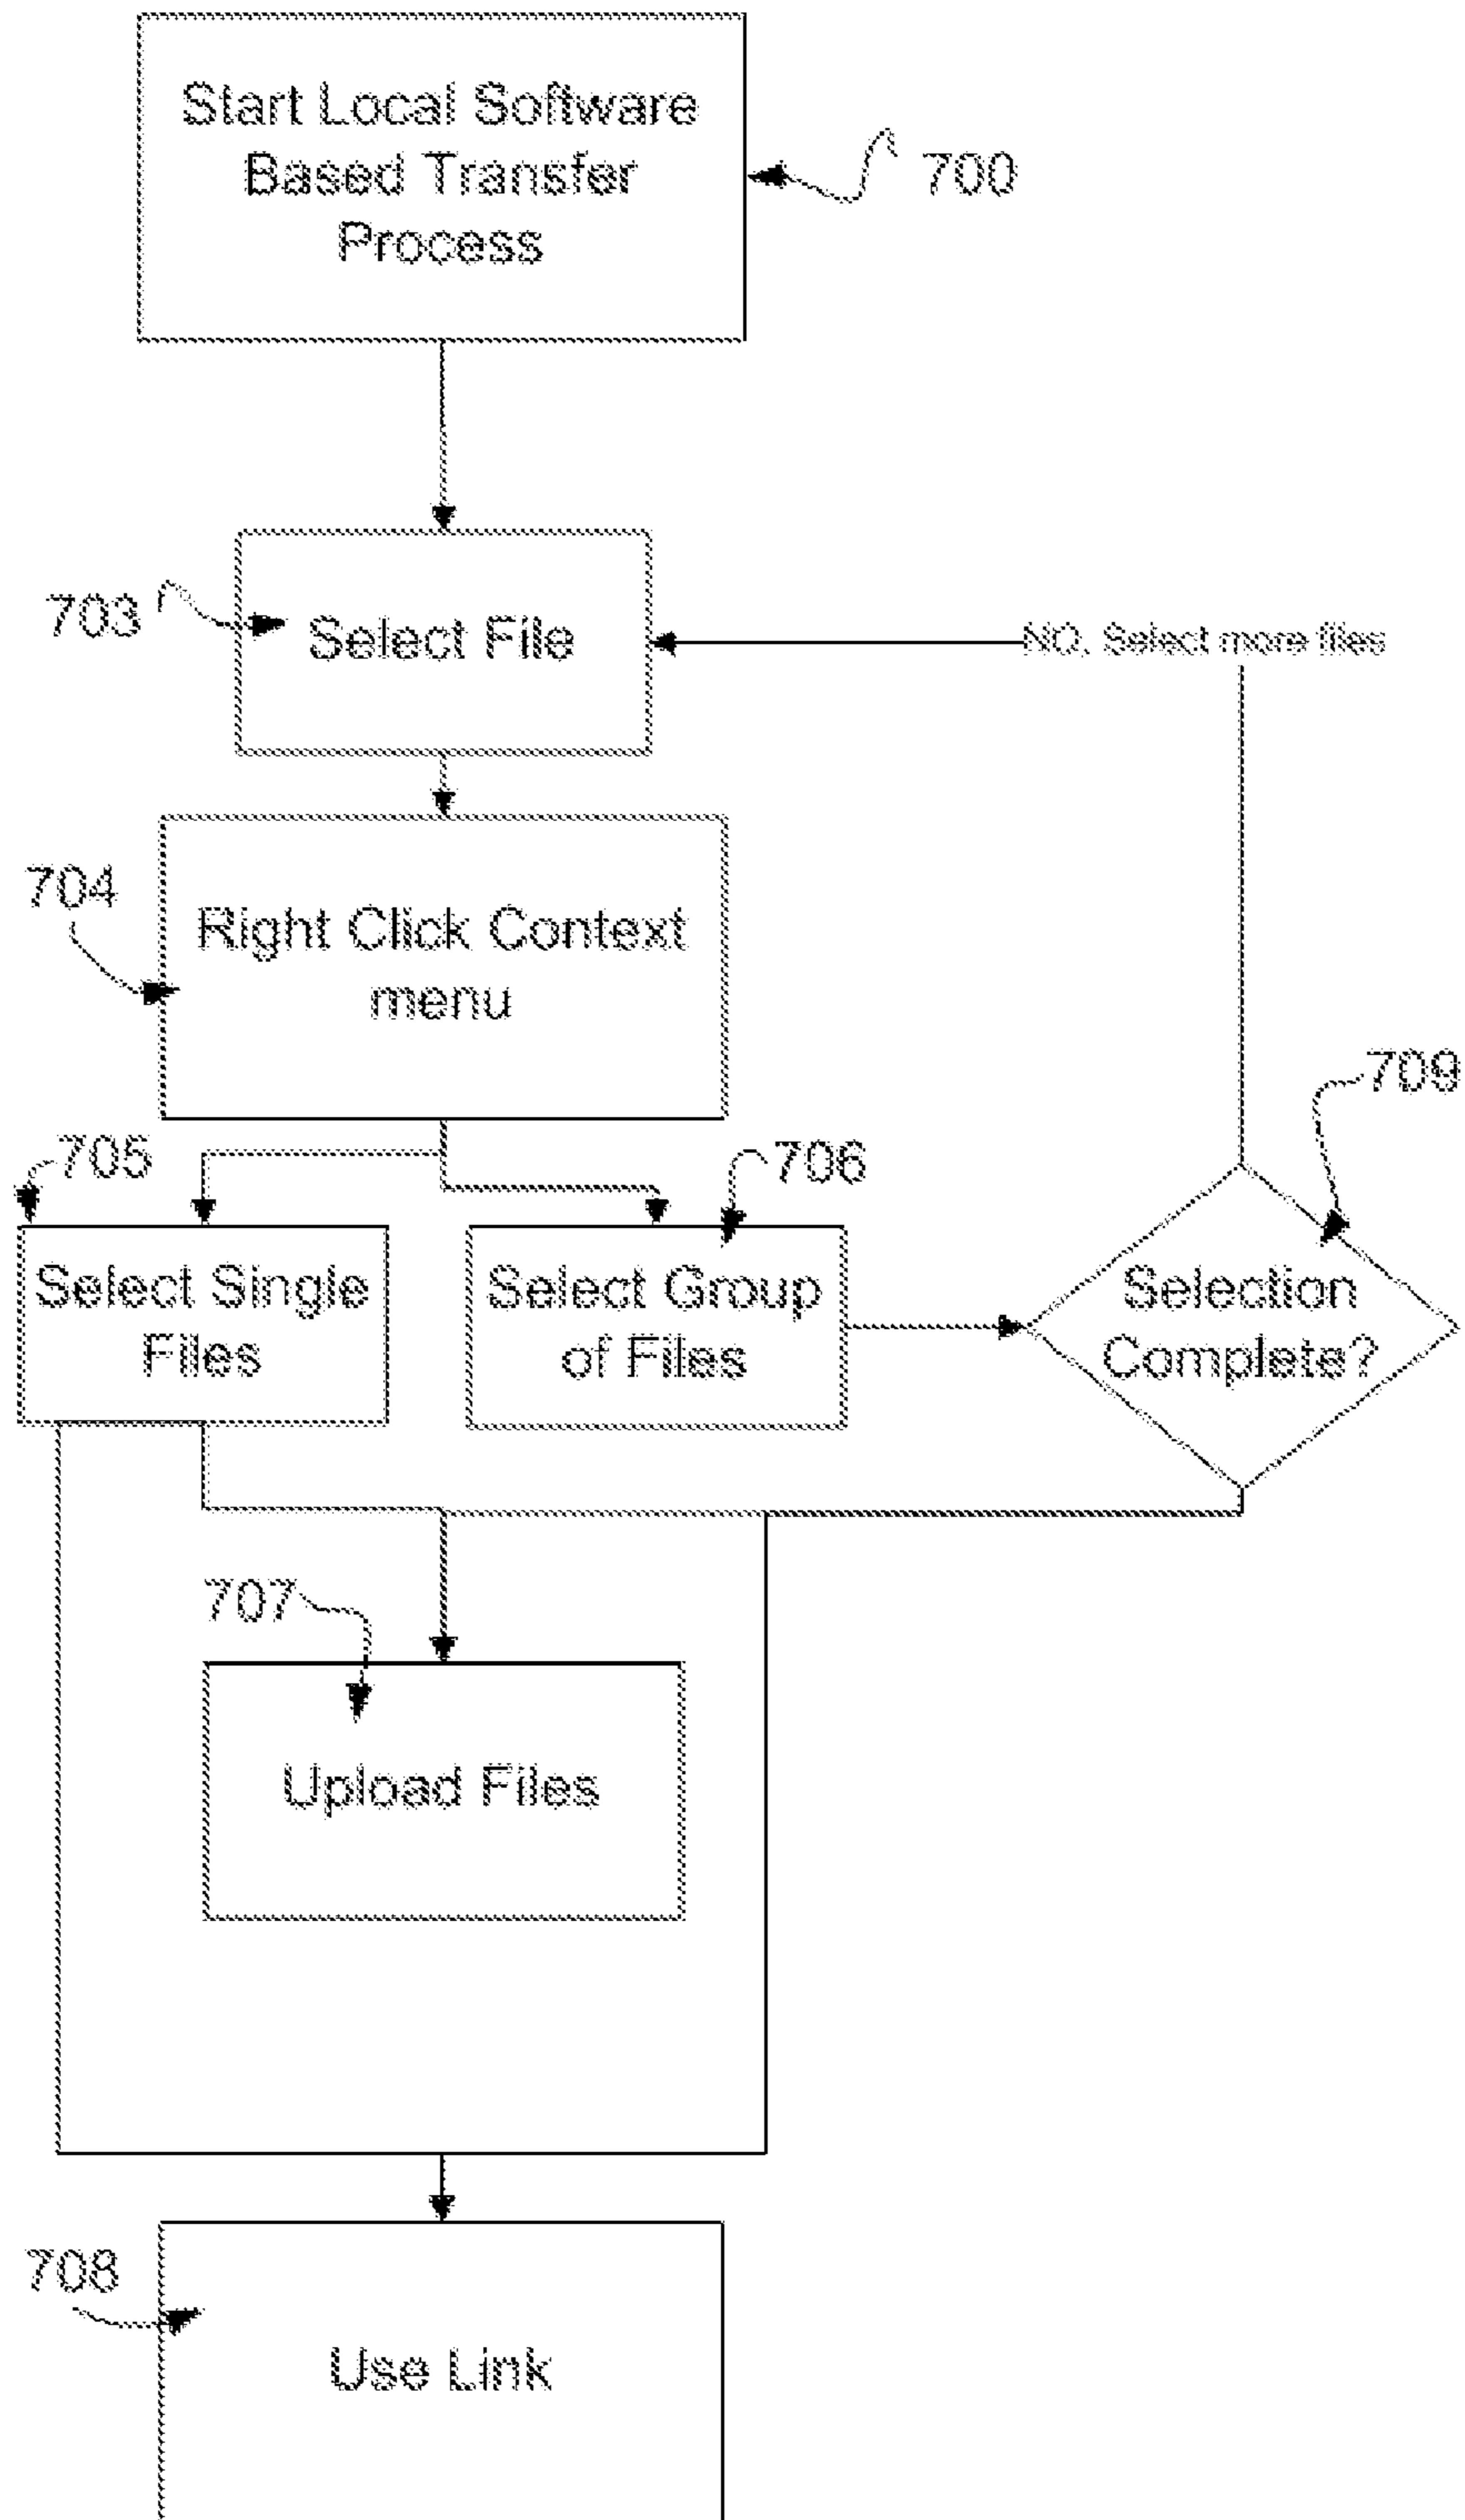 Start Local Software
Based Transfer
Process
700
703
Select File
NO, Select more files
704
Right Click Context
menu
709
705
706
Select Single
Files
Select Group
of Files
Selection
Complete?
707
Upload Files
708
Use Link